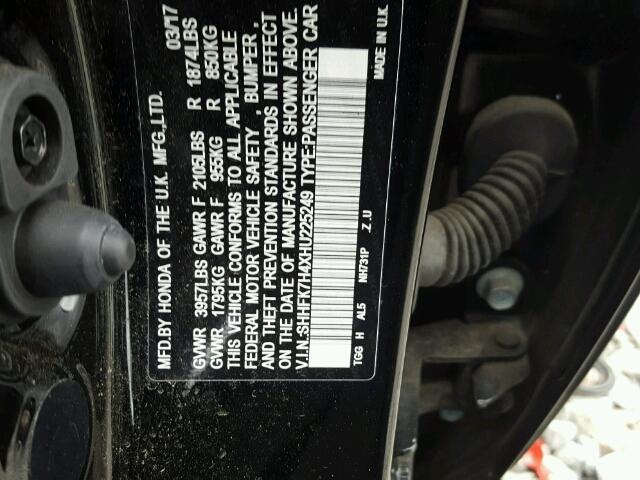 MFD.BY HONDA OF THE U.K. MFG.,LTD. 03/17
GVWR 3957LBS GAWR F 2105LBS R 1874LBS
GVWR 1795KG GAWR F 955KG R 850KG
THIS VEHICLE CONFORMS TO ALL APPLICABLE
FEDERAL MOTOR VEHICLE SAFETY , BUMPER ,
AND THEFT PREVENTION STANDARDS IN EFFECT
ON THE DATE OF MANUFACTURE SHOWN ABOVE.
V.I.N.:SHHFK7H4XHU225249 TYPE:PASSENGER CAR
TGG H AL5 NH731P Z .U MADE IN U.K.